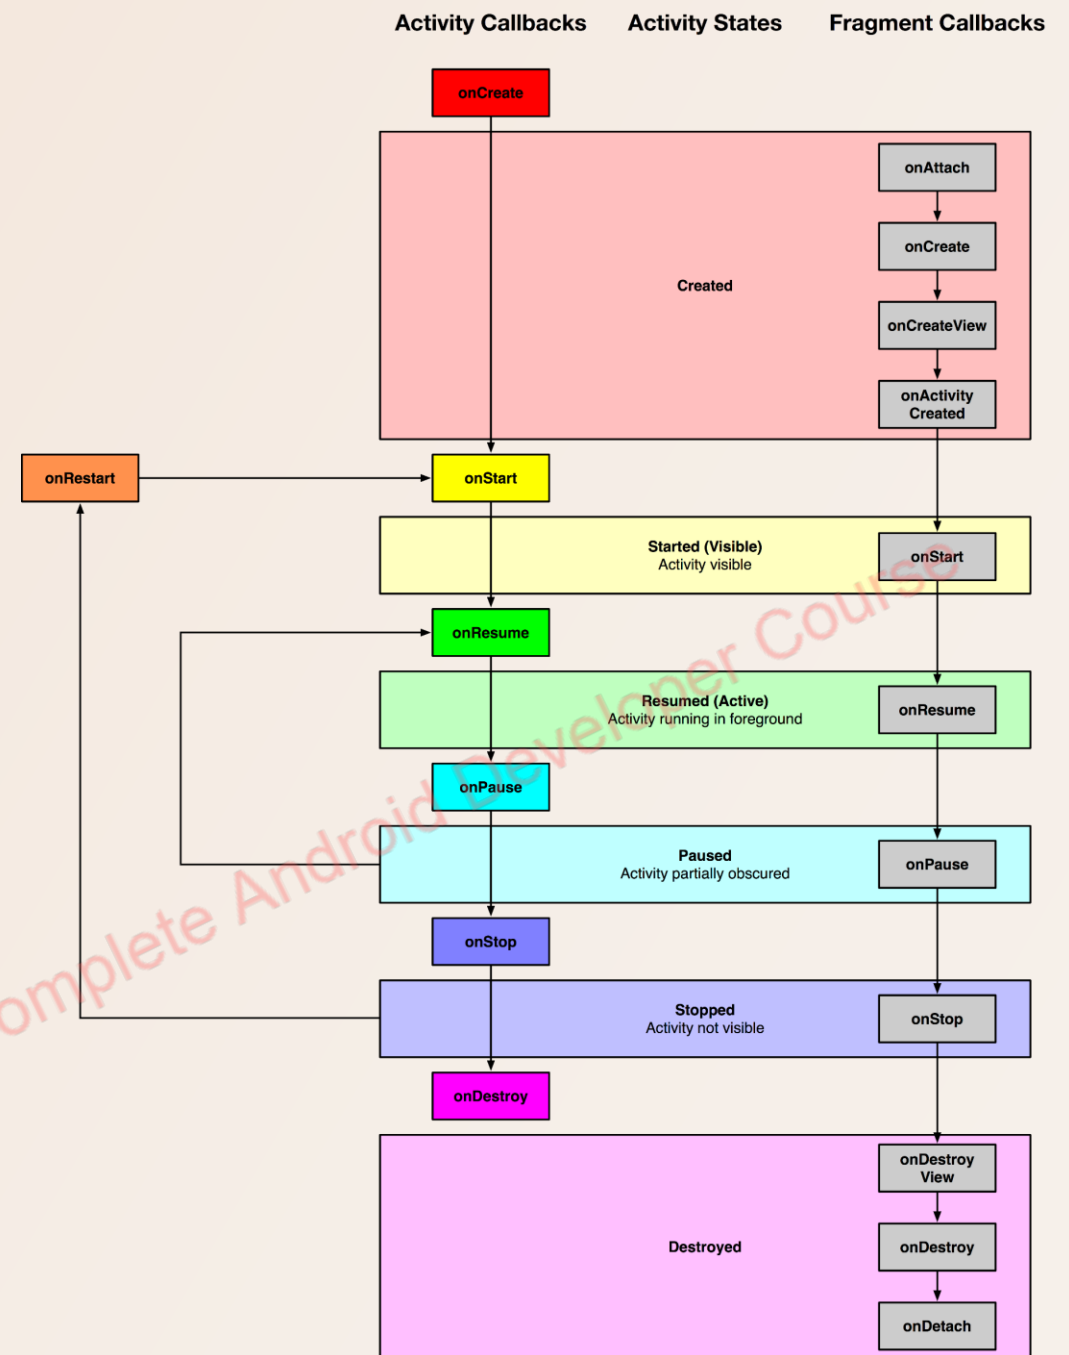 Activity Callbacks Activity States Fragment Callbacks
onCreate
onAttach
onCreate
Created
onCreateView
onActivity
Created
onRestart
onStart
Started (Visible)
Activity visible
onStart
onResume
Resumed (Active)
Activity running in foreground
onResume
onPause
Paused
Activity partially obscured
onPause
onStop
Stopped
Activity not visible
onStop
onDestroy
onDestroy
View
Destroyed
onDestroy
onDetach
omplete Android Developer Course